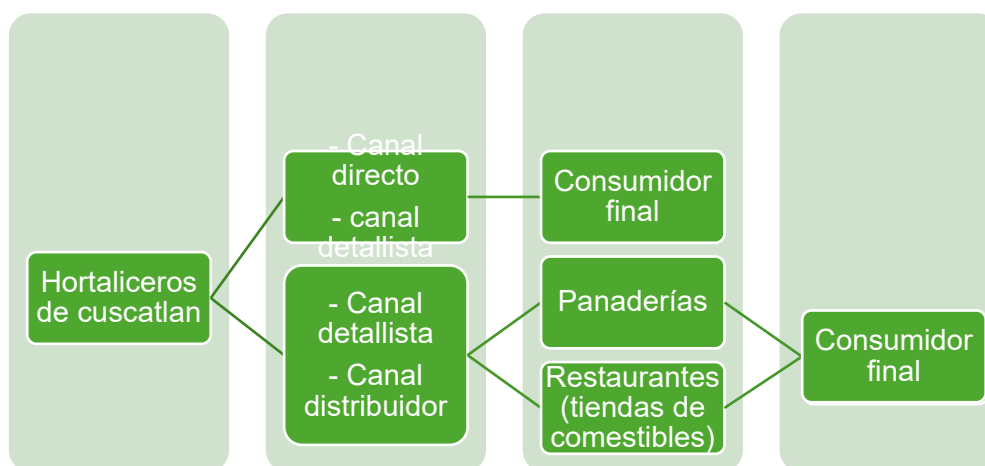 Hortaliceros
de cuscatlan
- Canal
directo
- canal
detallista
- Canal
detallista
- Canal
distribuidor
Consumidor
final
Panaderías
Restaurantes
(tiendas de
comestibles)
Consumidor
final